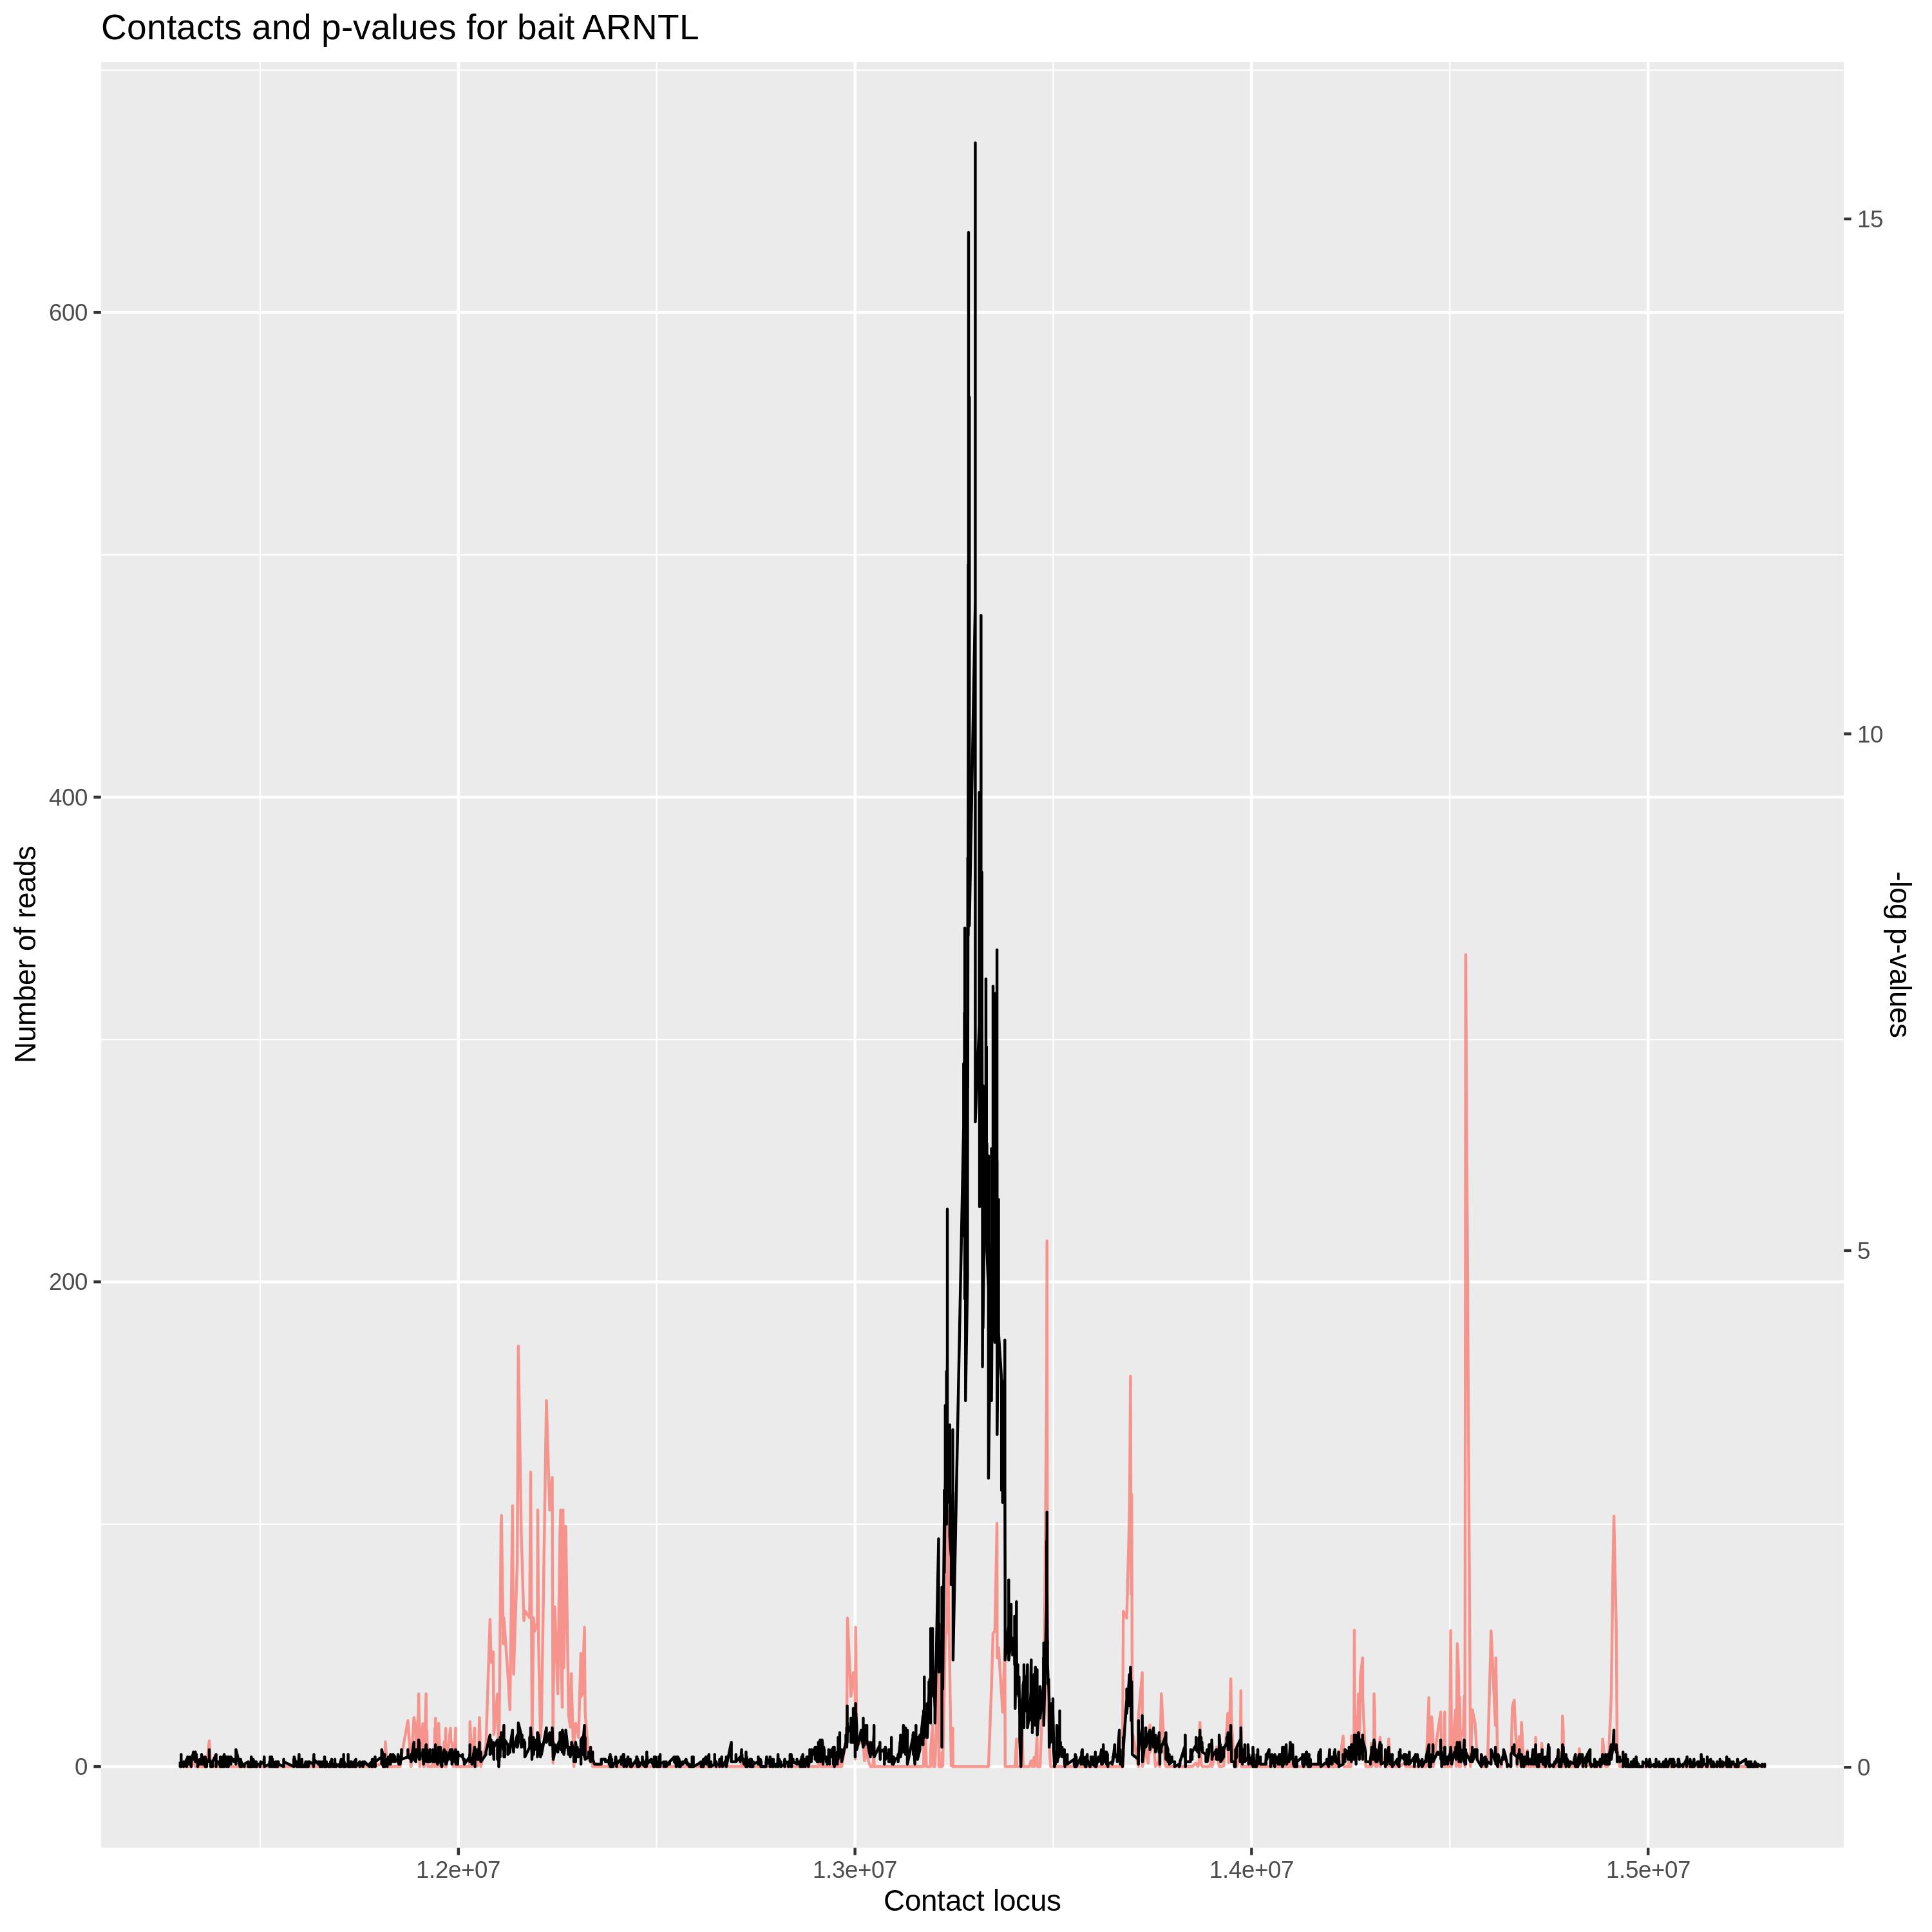 Contacts and p-values for bait ARNTL
Number of reads
600
400
200
0
15
10
5
0
-log p-values
1.2e+07
1.3e+07
1.4e+07
1.5e+07
Contact locus